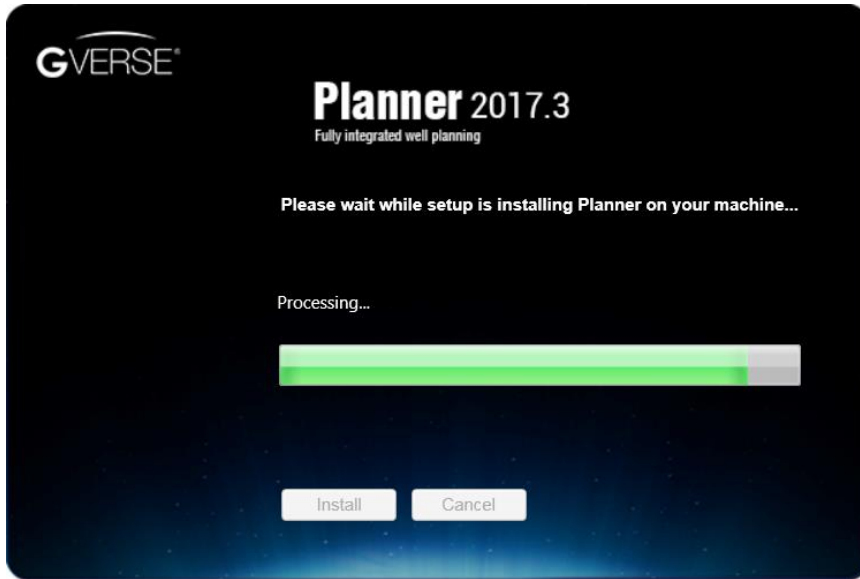 GVERSE®
Planner 2017.3
Fully integrated well planning
Please wait while setup is installing Planner on your machine...
Processing...
Install
Cancel